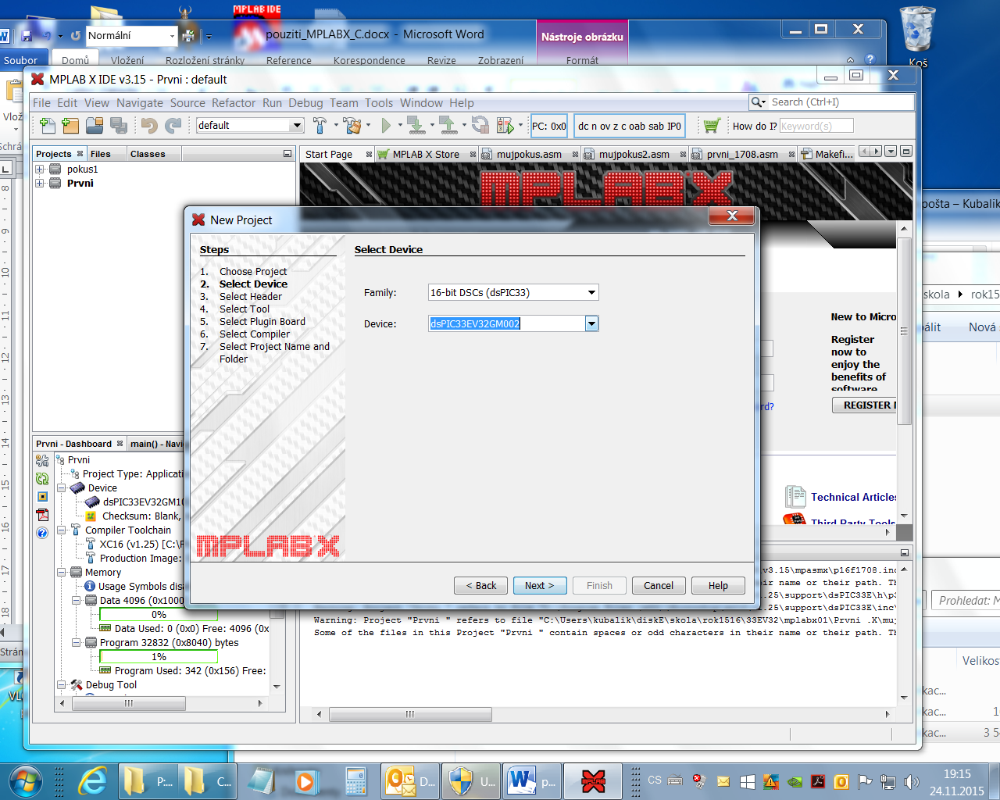 MPLAB IDE
Normální
pouziti_MPLABX_C.docx - Microsoft Word
Nástroje obrázku
Koš
Soubor Domů Vložení Rozložení stránky Reference Korespondence Revize Zobrazení Formát
MPLAB X IDE v3.15 - Prvni : default
File Edit View Navigate Source Refactor Run Debug Team Tools Window Help
Search (Ctrl+I)
default
PC: 0x0
dc n ov z c oab sab IP0
How do I?
Keyword(s)
Projects Files Classes
Start Page MPLAB X Store mujpokus.asm mujpokus2.asm prvni_1708.asm Makefi...
pokus1
Prvni
MPLAB X
pošta – Kubalik
New Project
Steps
1. Choose Project
2. Select Device
3. Select Header
4. Select Tool
5. Select Plugin Board
6. Select Compiler
7. Select Project Name and
Folder
MPLAB X
Select Device
Family: 16-bit DSCs (dsPIC33)
Device: dsPIC33EV32GM002
< Back Next > Finish Cancel Help
skola rok15
New to Micro
Register
now to
enjoy the
benefits of
software
REGISTER
rd?
Nová
Technical Articles
Third Party Tools
Prvni - Dashboard main() - Navi
Prvni
Project Type: Applicati
Device
dsPIC33EV32GM10
Checksum: Blank,
Compiler Toolchain
XC16 (v1.25) [C:\P
Production Image:
Memory
Usage Symbols disa
Data 4096 (0x1000
0%
Data Used: 0 (0x0) Free: 4096 (0x
Program 32832 (0x8040) bytes
1%
Program Used: 342 (0x156) Free:
Debug Tool
v3.15\mpasmx\p16f1708.inc
their name or their path. Th
.25\support\dsPIC33E\h\p3
.25\support\dsPIC33E\inc\
Warning: Project "Prvni " refers to file "C:\Users\kubalik\diskE\skola\rok1516\33EV32\mplabx01\Prvni .X\muj
Some of the files in this Project "Prvni " contain spaces or odd characters in their name or their path. Th
Prohledat: M
Velikos
kac...
kac...
kac... 3 54
P:... C... D... U... p...
CS
19:15
24.11.2015